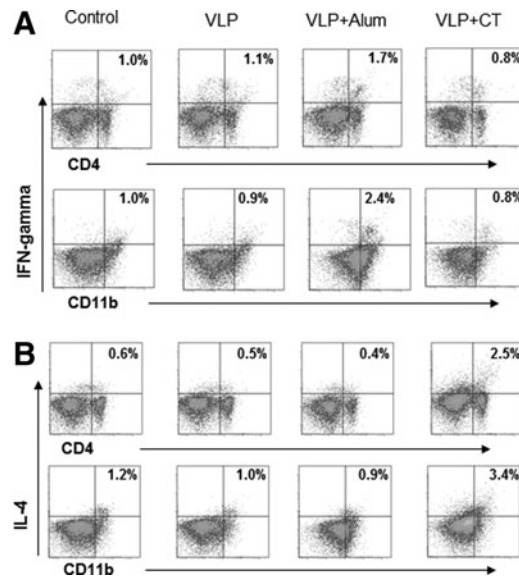 A
Control VLP VLP+Alum VLP+CT
1.0% 1.1% 1.7% 0.8%
CD4
1.0% 0.9% 2.4% 0.8%
CD11b
IFN-gamma
B
0.6% 0.5% 0.4% 2.5%
CD4
1.2% 1.0% 0.9% 3.4%
CD11b
IL-4